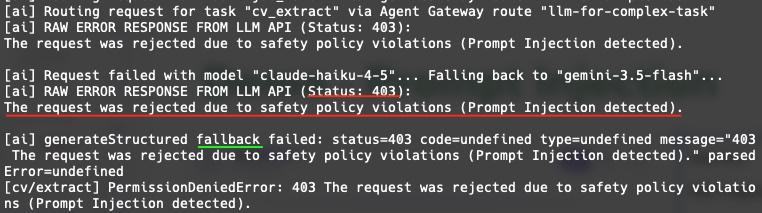 [ai] Routing request for task "cv_extract" via Agent Gateway route "llm-for-complex-task"
[ai] RAW ERROR RESPONSE FROM LLM API (Status: 403):
The request was rejected due to safety policy violations (Prompt Injection detected).
[ai] Request failed with model "claude-haiku-4-5"... Falling back to "gemini-3.5-flash"...
[ai] RAW ERROR RESPONSE FROM LLM API (Status: 403):
The request was rejected due to safety policy violations (Prompt Injection detected).
[ai] generateStructured fallback failed: status=403 code=undefined type=undefined message="403
The request was rejected due to safety policy violations (Prompt Injection detected)." parsed
Error=undefined
[cv/extract] PermissionDeniedError: 403 The request was rejected due to safety policy violatio
ns (Prompt Injection detected).